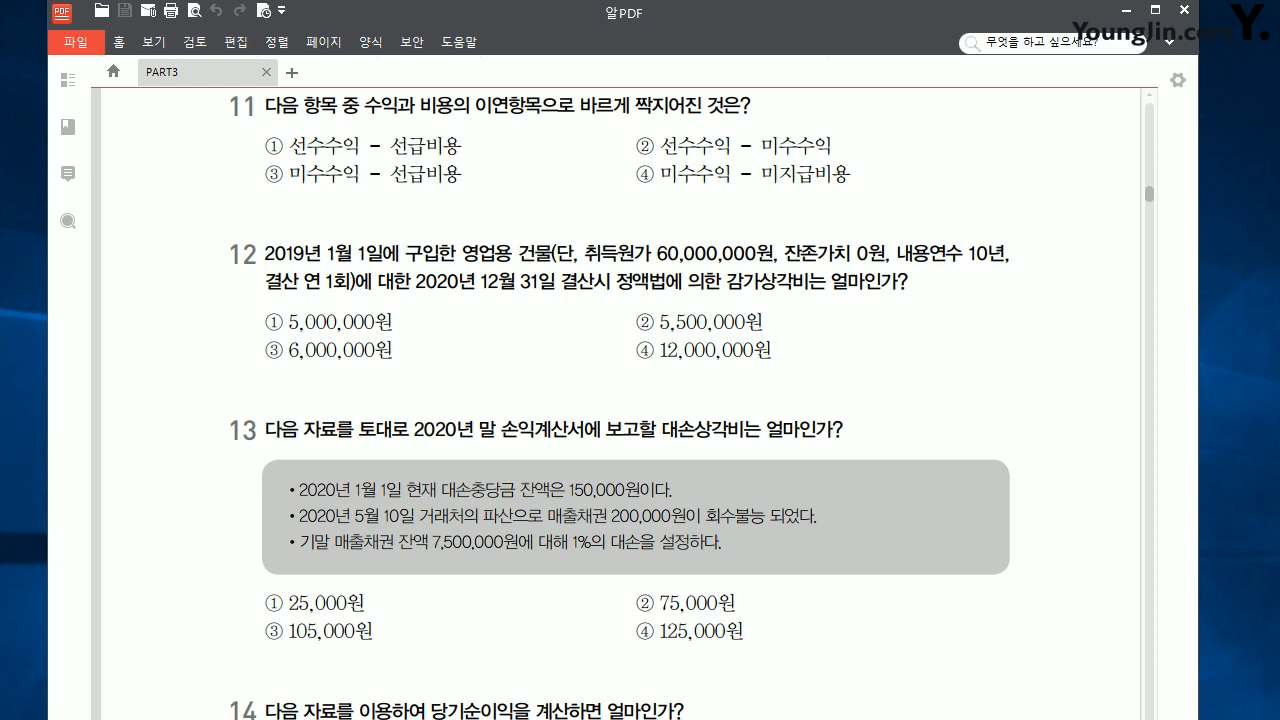 PDF
알PDF
YoungJin.com Y.
파일 홈 보기 검토 편집 정렬 페이지 양식 보안 도움말 무엇을 하고 싶으세요?
PART3
11 다음 항목 중 수익과 비용의 이연항목으로 바르게 짝지어진 것은?
① 선수수익 - 선급비용 ② 선수수익 - 미수수익
③ 미수수익 - 선급비용 ④ 미수수익 - 미지급비용
12 2019년 1월 1일에 구입한 영업용 건물(단, 취득원가 60,000,000원, 잔존가치 0원, 내용연수 10년,
결산 연 1회)에 대한 2020년 12월 31일 결산시 정액법에 의한 감가상각비는 얼마인가?
① 5,000,000원 ② 5,500,000원
③ 6,000,000원 ④ 12,000,000원
13 다음 자료를 토대로 2020년 말 손익계산서에 보고할 대손상각비는 얼마인가?
• 2020년 1월 1일 현재 대손충당금 잔액은 150,000원이다.
• 2020년 5월 10일 거래처의 파산으로 매출채권 200,000원이 회수불능 되었다.
• 기말 매출채권 잔액 7,500,000원에 대해 1%의 대손을 설정하다.
① 25,000원 ② 75,000원
③ 105,000원 ④ 125,000원
14 다음 자료를 이용하여 당기순이익을 계산하면 얼마인가?